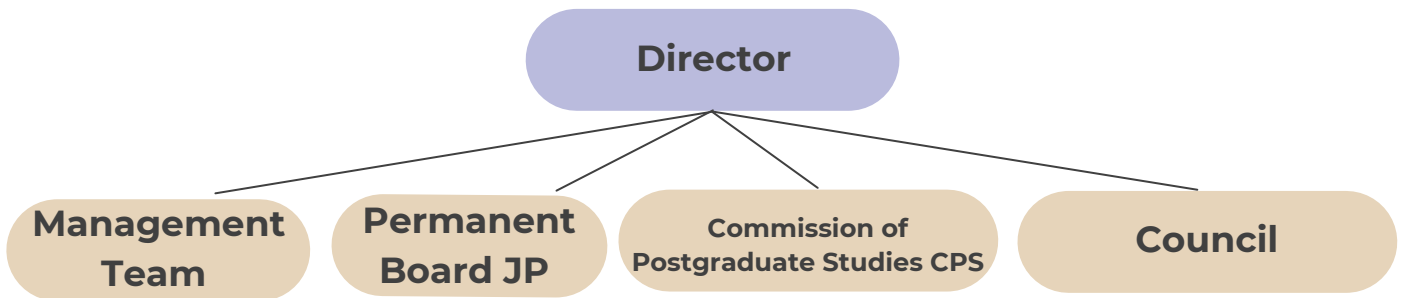 Director
Management
Team
Permanent
Board JP
Commission of
Postgraduate Studies CPS
Council